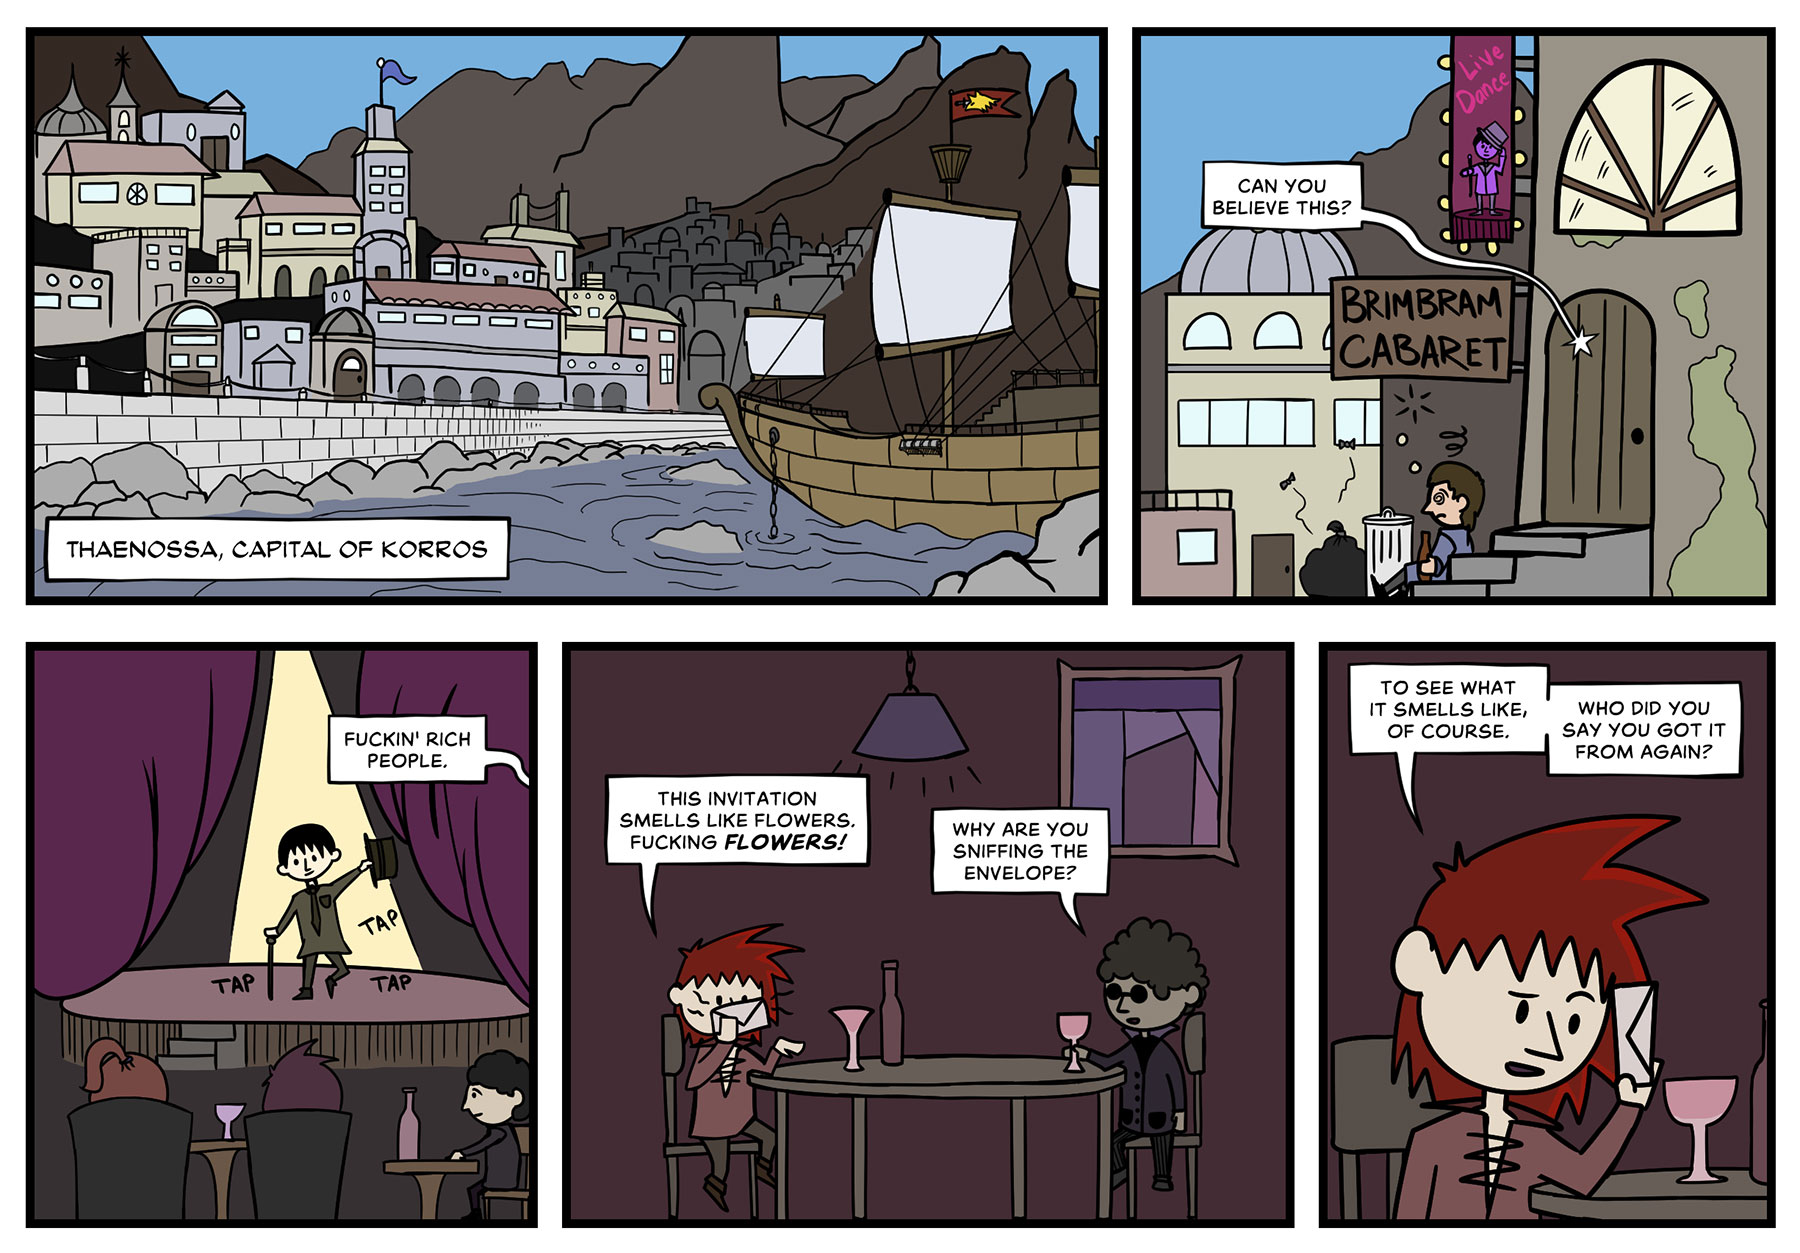 THAENOSSA, CAPITAL OF KORROS
Live
Dance
CAN YOU
BELIEVE THIS?
BRIMBRAM
CABARET
FUCKIN' RICH
PEOPLE.
TAP
TAP
TAP
THIS INVITATION
SMELLS LIKE FLOWERS.
FUCKING FLOWERS!
WHY ARE YOU
SNIFFING THE
ENVELOPE?
TO SEE WHAT
IT SMELLS LIKE,
OF COURSE.
WHO DID YOU
SAY YOU GOT IT
FROM AGAIN?